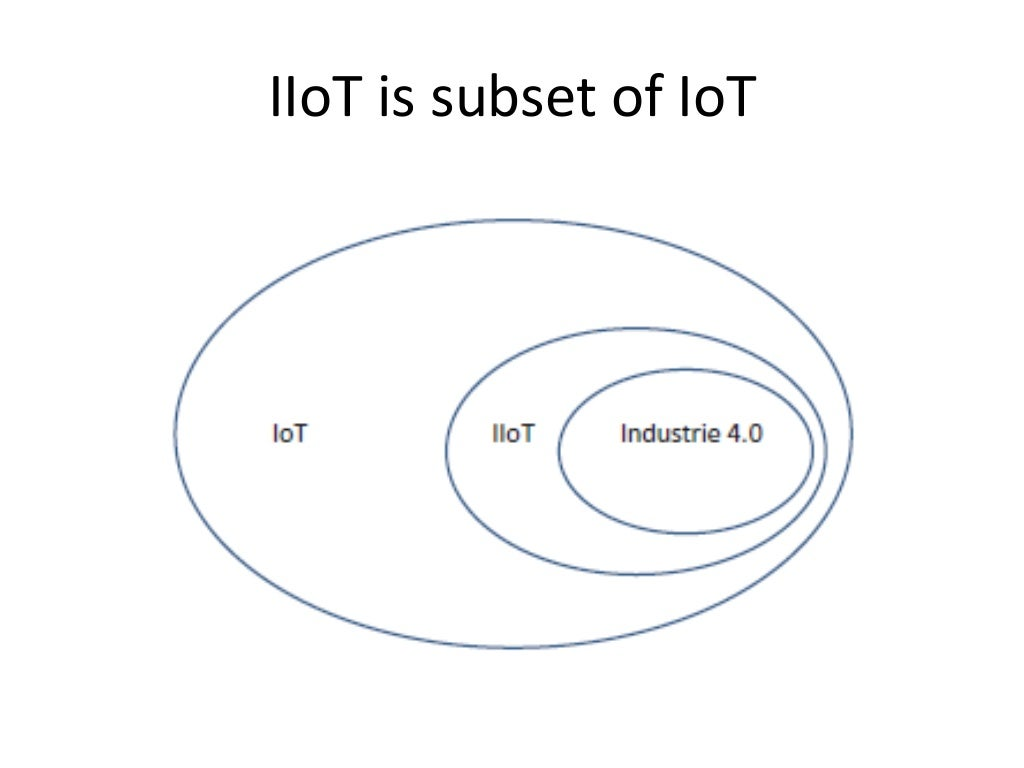 IIoT is subset of IoT
IoT
IIoT
Industrie 4.0